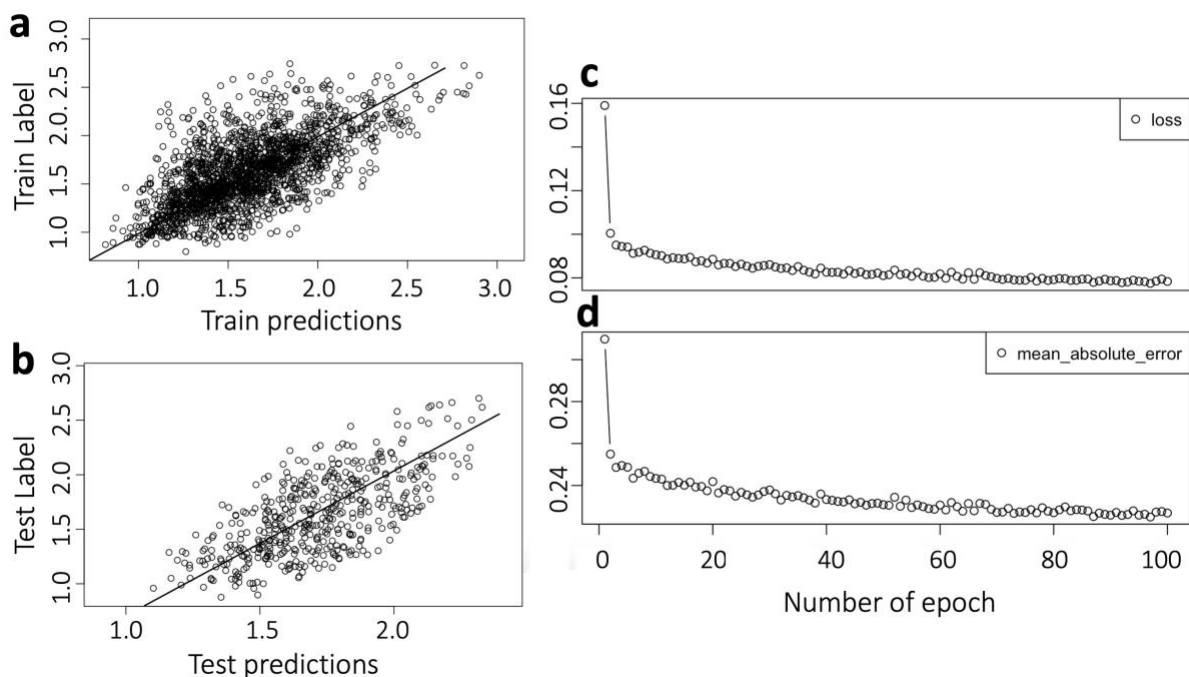 a
3.0
2.5
2.0
1.5
1.0
Train Label
1.0 1.5 2.0 2.5 3.0
Train predictions
b
3.0
2.5
2.0
1.5
1.0
Test Label
1.0 1.5 2.0
Test predictions
c
0.16
0.12
0.08
loss
d
0.28
0.24
mean_absolute_error
0 20 40 60 80 100
Number of epoch